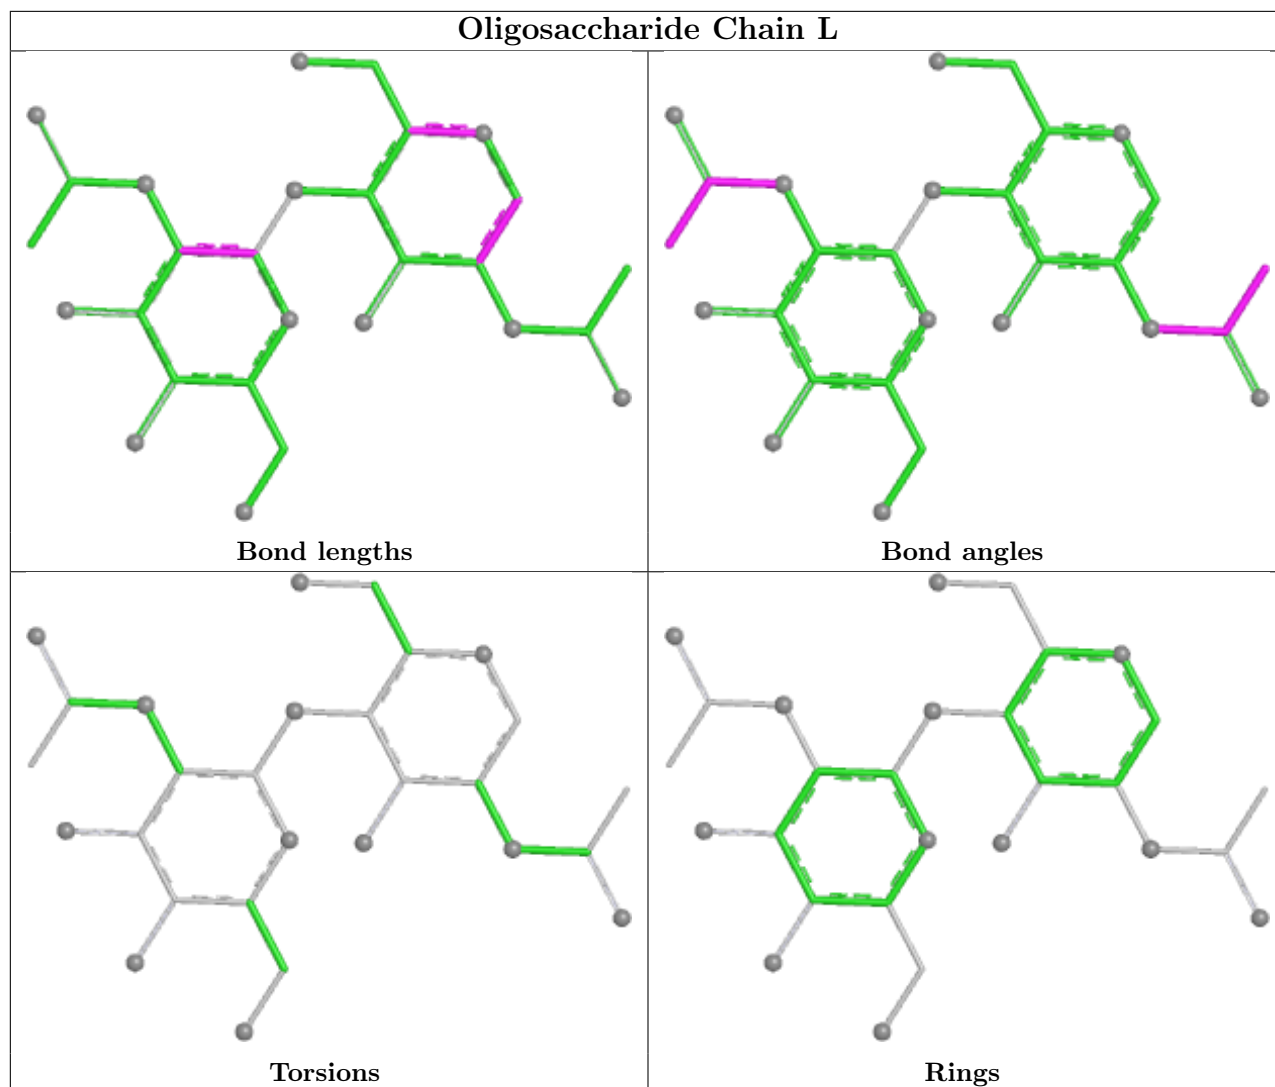 Oligosaccharide Chain L
Bond lengths
Bond angles
Torsions
Rings